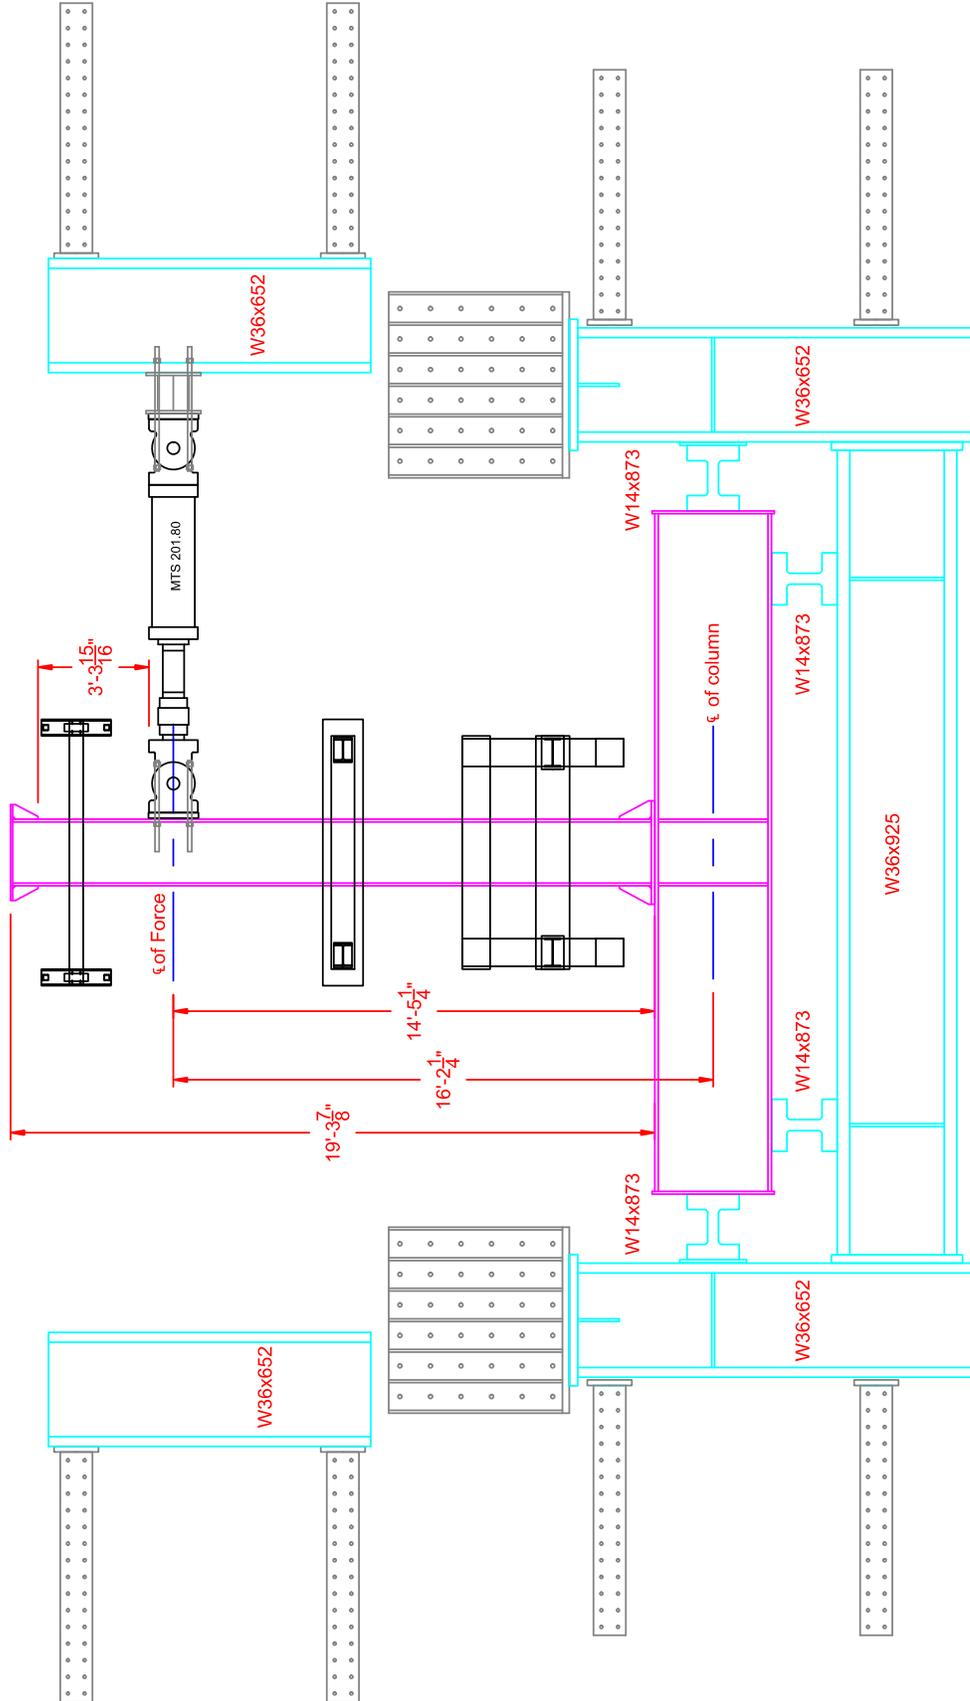 W36x652
W36x652
W14x873
MTS 201.80
3'-3 15/16"
W14x873
℄ of column
W36x925
℄ of Force
14'-5 1/4"
16'-2 1/4"
19'-3 7/8"
W14x873
W14x873
W36x652
W36x652